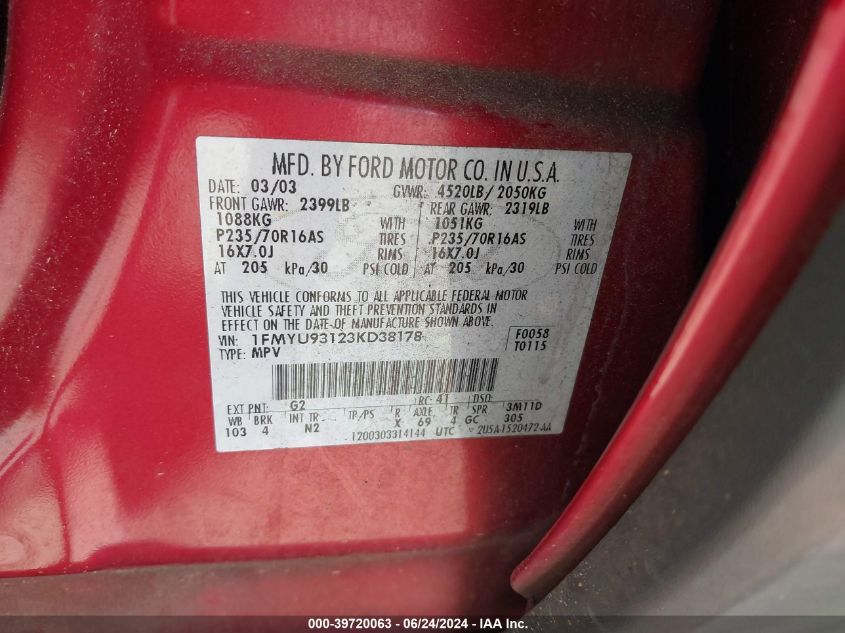 MFD. BY FORD MOTOR CO. IN U.S.A.
DATE: 03/03 GVWR: 4520LB/ 2050KG
FRONT GAWR: 2399LB REAR GAWR: 2319LB
1088KG WITH 1051KG WITH
P235/70R16AS TIRES P235/70R16AS TIRES
16X7.0J RIMS 16X7.0J RIMS
AT 205 kPa/30 PSI COLD AT 205 kPa/30 PSI COLD
THIS VEHICLE CONFORMS TO ALL APPLICABLE FEDERAL MOTOR
VEHICLE SAFETY AND THEFT PREVENTION STANDARDS IN
EFFECT ON THE DATE OF MANUFACTURE SHOWN ABOVE.
VIN: 1FMYU93123KD38178 F0058
TYPE: MPV T0115
EXT PNT: G2 RC: 41 DSO:
WB BRK INT TR TP/PS R AXLE TR SPR 3M11D
103 4 N2 X 69 4 GC 305
1200303314144 UTC 2U5A-1520472-AA
000-39720063 - 06/24/2024 - IAA Inc.